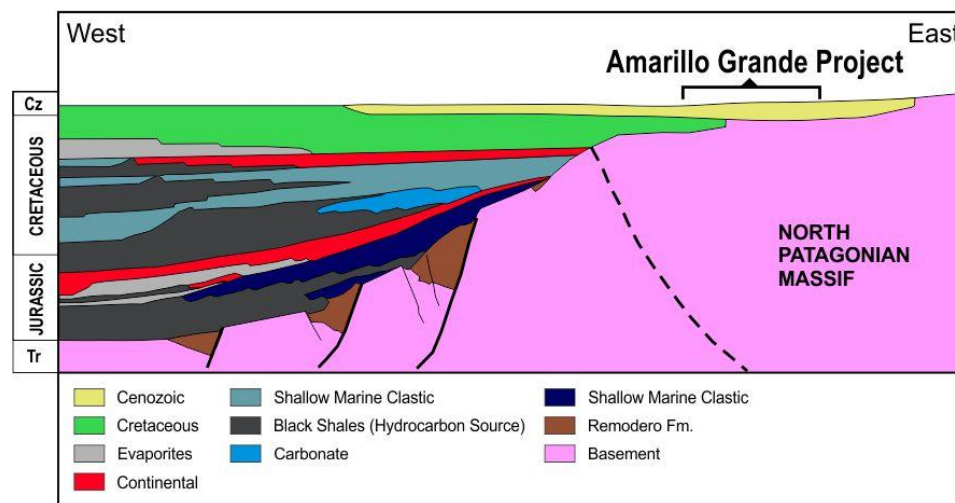 West
East
Amarillo Grande Project
Cz
CRETACEOUS
JURASSIC
Tr
NORTH
PATAGONIAN
MASSIF
Cenozoic
Cretaceous
Evaporites
Continental
Shallow Marine Clastic
Black Shales (Hydrocarbon Source)
Carbonate
Shallow Marine Clastic
Remodero Fm.
Basement